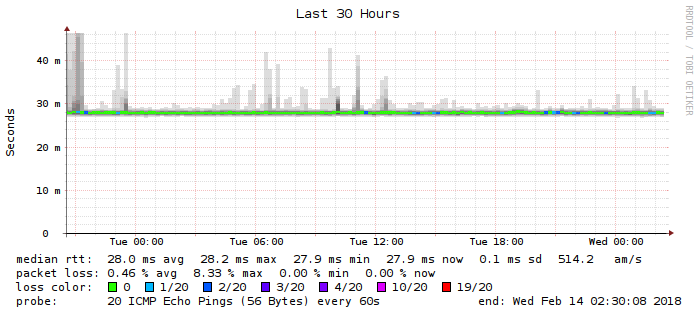 Last 30 Hours
RRDTOOL / TOBI OETIKER
Seconds
40 m
30 m
20 m
10 m
0
Tue 00:00 Tue 06:00 Tue 12:00 Tue 18:00 Wed 00:00
median rtt: 28.0 ms avg 28.2 ms max 27.9 ms min 27.9 ms now 0.1 ms sd 514.2 am/s
packet loss: 0.46 % avg 8.33 % max 0.00 % min 0.00 % now
loss color: 0 1/20 2/20 3/20 4/20 10/20 19/20
probe: 20 ICMP Echo Pings (56 Bytes) every 60s end: Wed Feb 14 02:30:08 2018